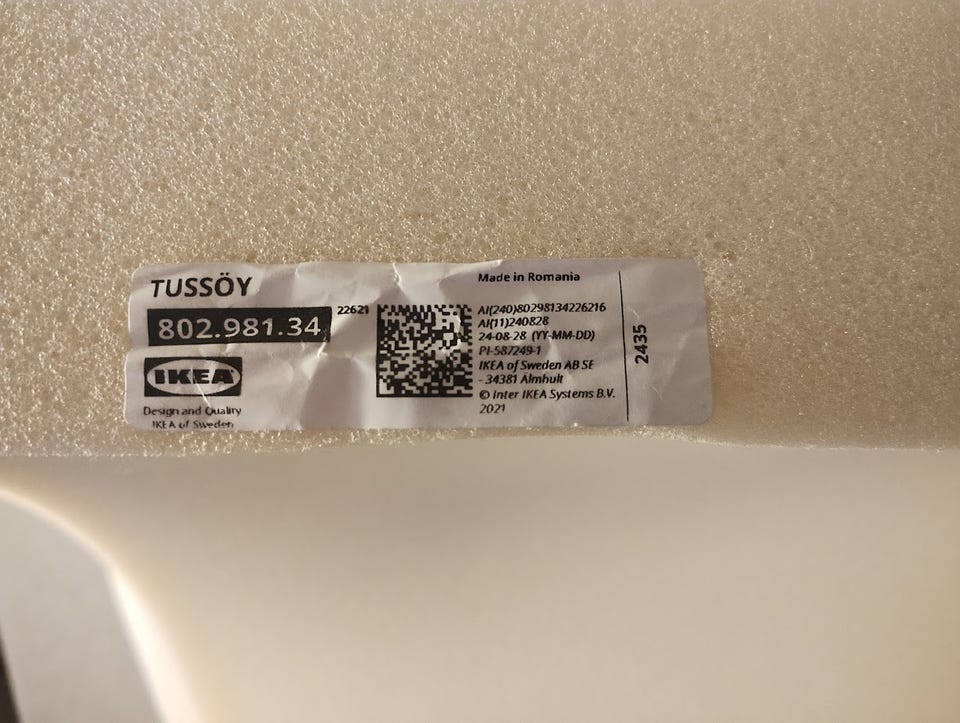 TUSSÖY
802.981.34
IKEA
Design and Quality
IKEA of Sweden
22621
Made in Romania
AI(240)80298134226216
AI(11)240828
24-08-28 (YY-MM-DD)
PI-587249-1
IKEA of Sweden AB SE
- 34381 Älmhult
© Inter IKEA Systems B.V.
2021
2435